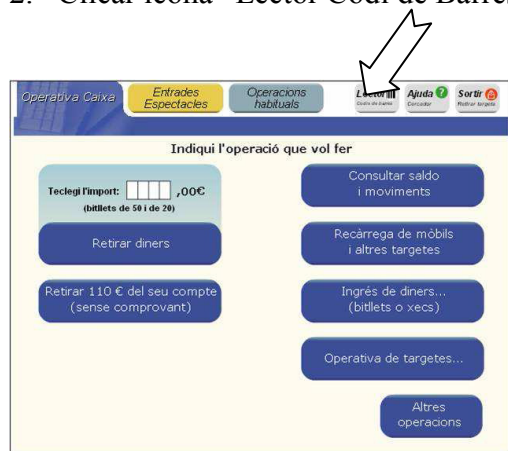 2. Clicar icona "Lector Codi de Barres
Operativa Caixa
Entrades
Espectacles
Operacions
habituals
Lector
Codis de barres
Ajuda ?
Cercador
Sortir
Retirar targeta
Indiqui l'operació que vol fer
Teclegi l'import: ,00€
(bitllets de 50 i de 20)
Retirar diners
Retirar 110 € del seu compte
(sense comprovant)
Consultar saldo
i moviments
Recàrrega de mòbils
i altres targetes
Ingrés de diners...
(bitllets o xecs)
Operativa de targetes...
Altres
operacions